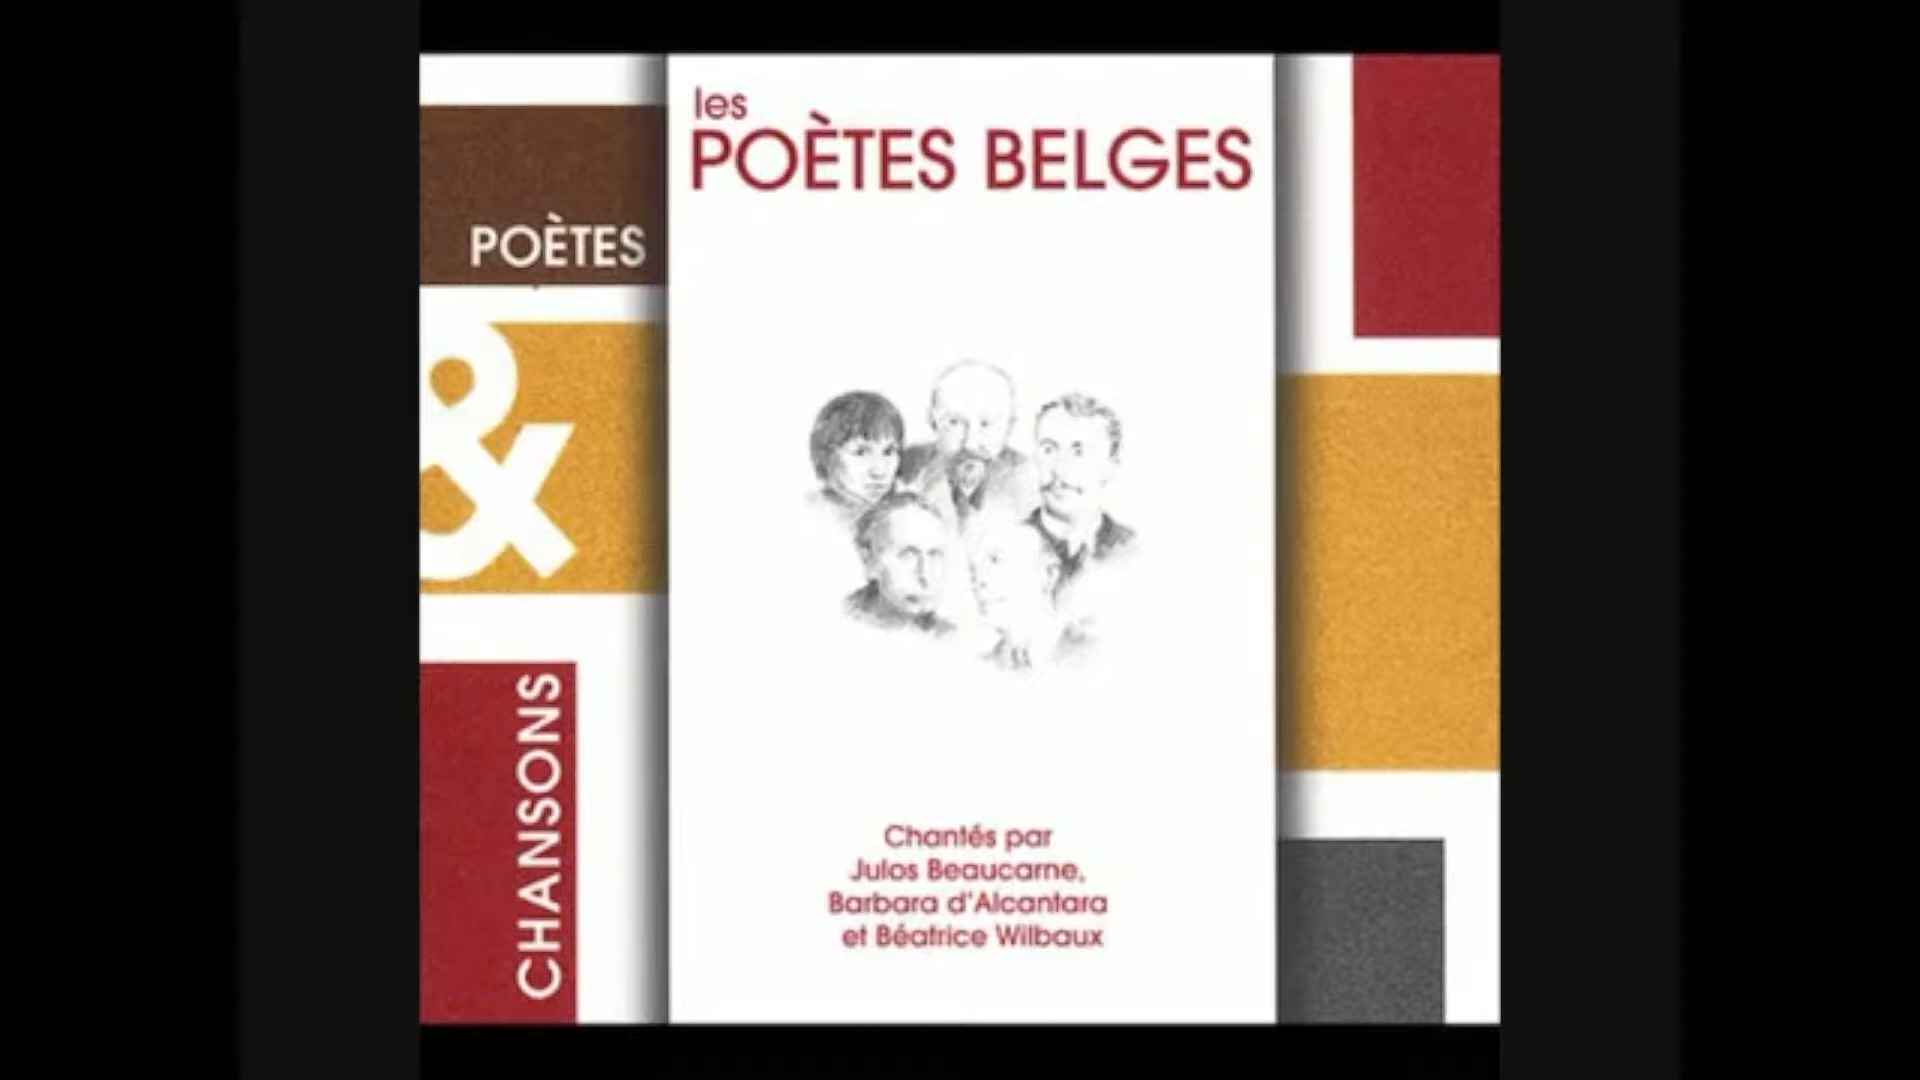 les
POÈTES BELGES
POÈTES
&
CHANSONS
Chantés par
Julos Beaucarne,
Barbara d'Alcantara
et Béatrice Wilbaux